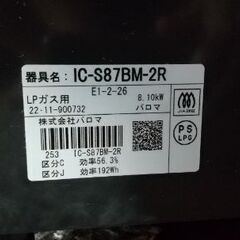 器具名: IC-S87BM-2R
E1-2-26
LPガス用 8.10kW
22·11-900732 パロマ
株式会社パロマ
253 IC-S87BM-2R
区分C 効率56.3%
区分J 効率192Wh
PS
LPG